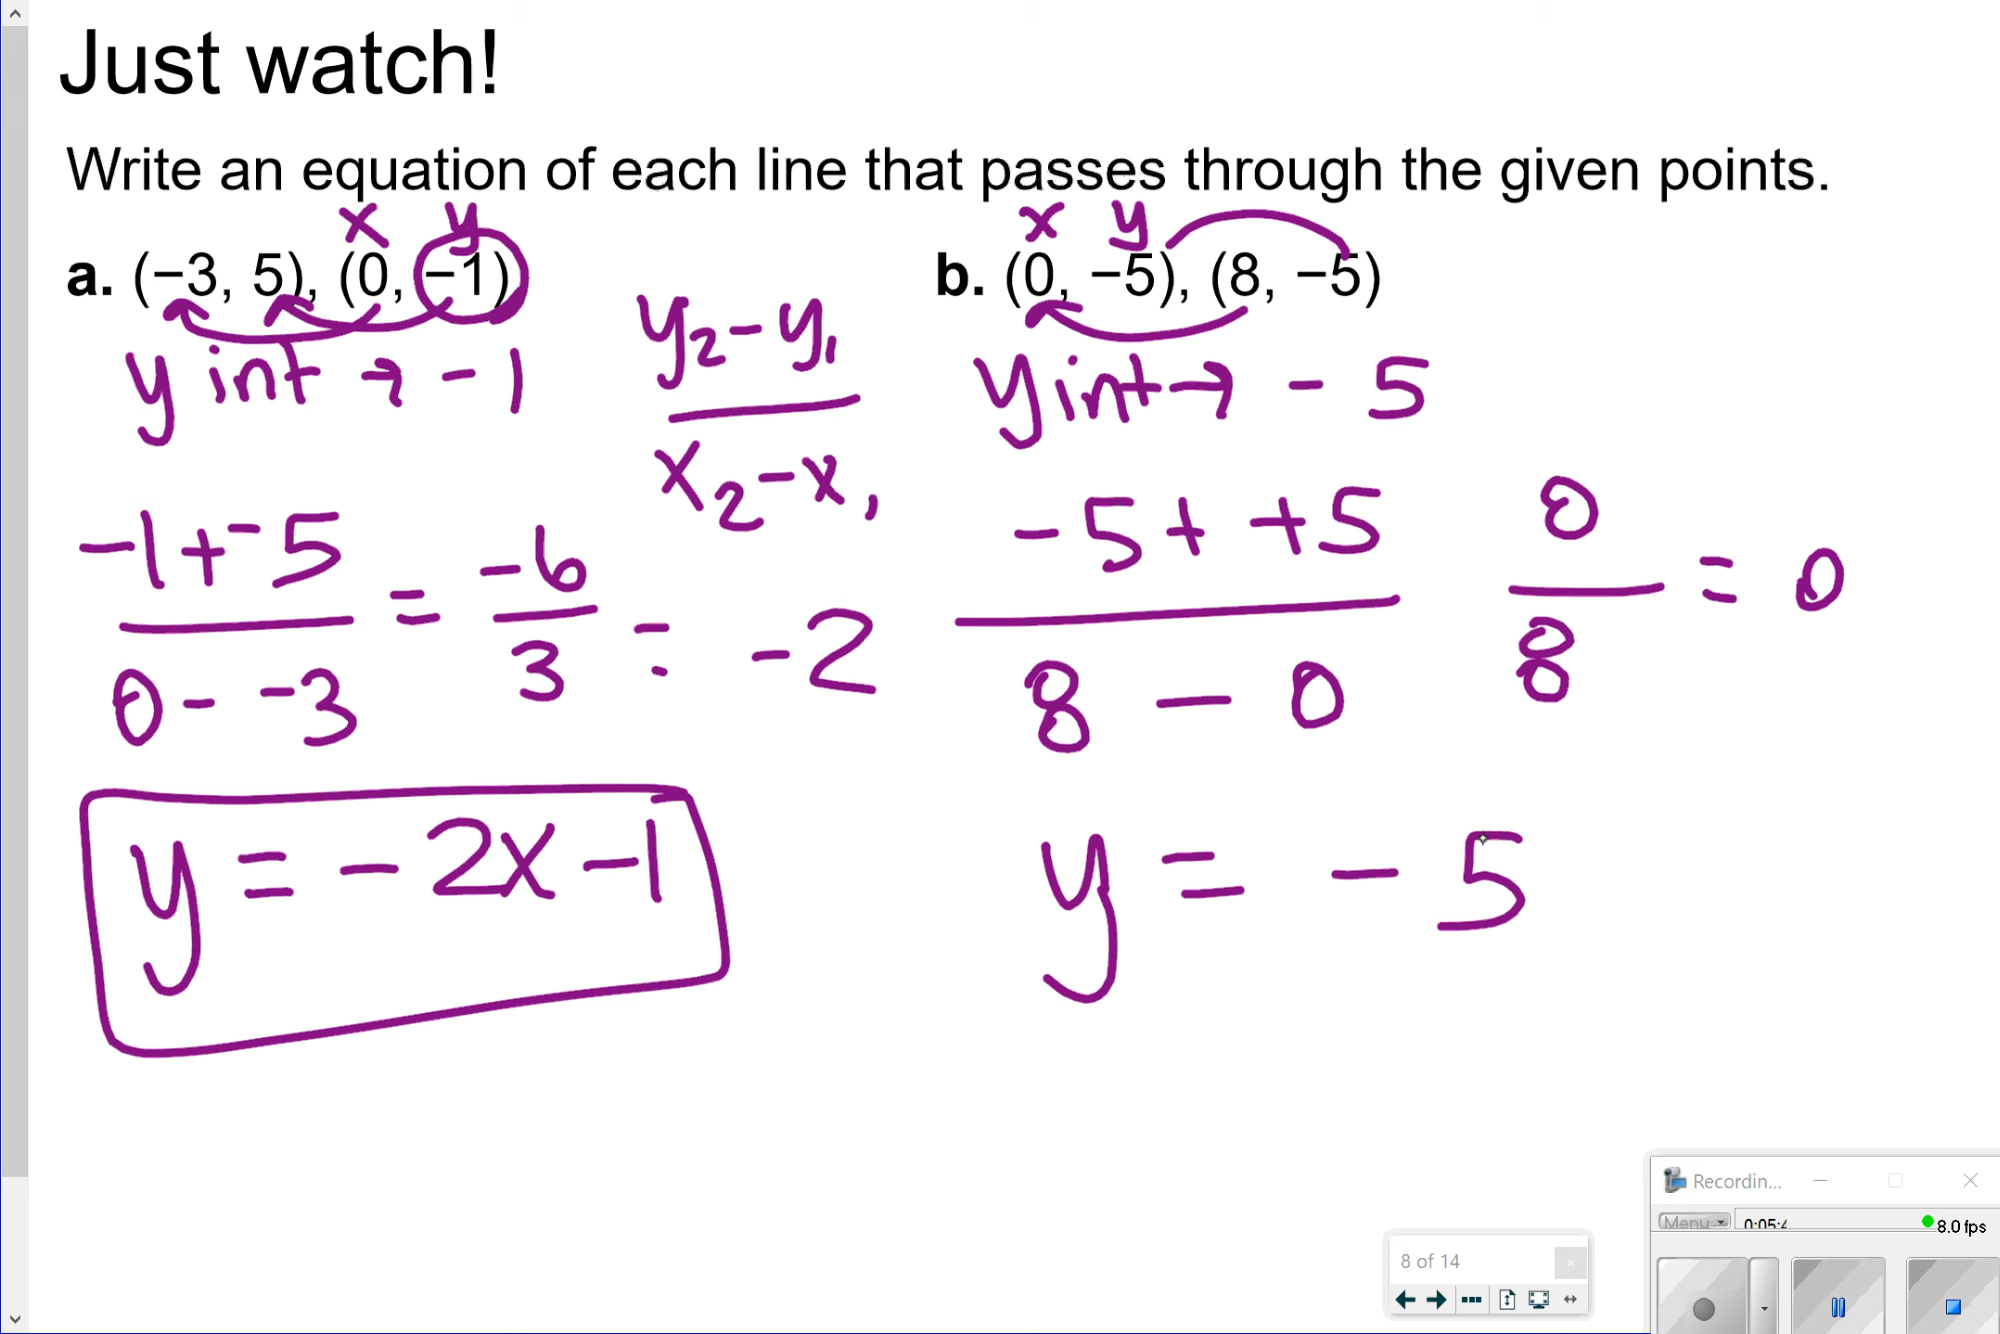 Just watch!
Write an equation of each line that passes through the given points.
x y
a. (−3, 5), (0, −1)
y int → -1
y₂ - y₁
x₂ - x₁
-1 + -5 = -6 = -2
0 - -3 3
y = -2x - 1
x y
b. (0, −5), (8, −5)
y int → -5
-5 + +5 0 = 0
8 - 0 8
y = -5
Recordin...
Menu
8.0 fps
8 of 14